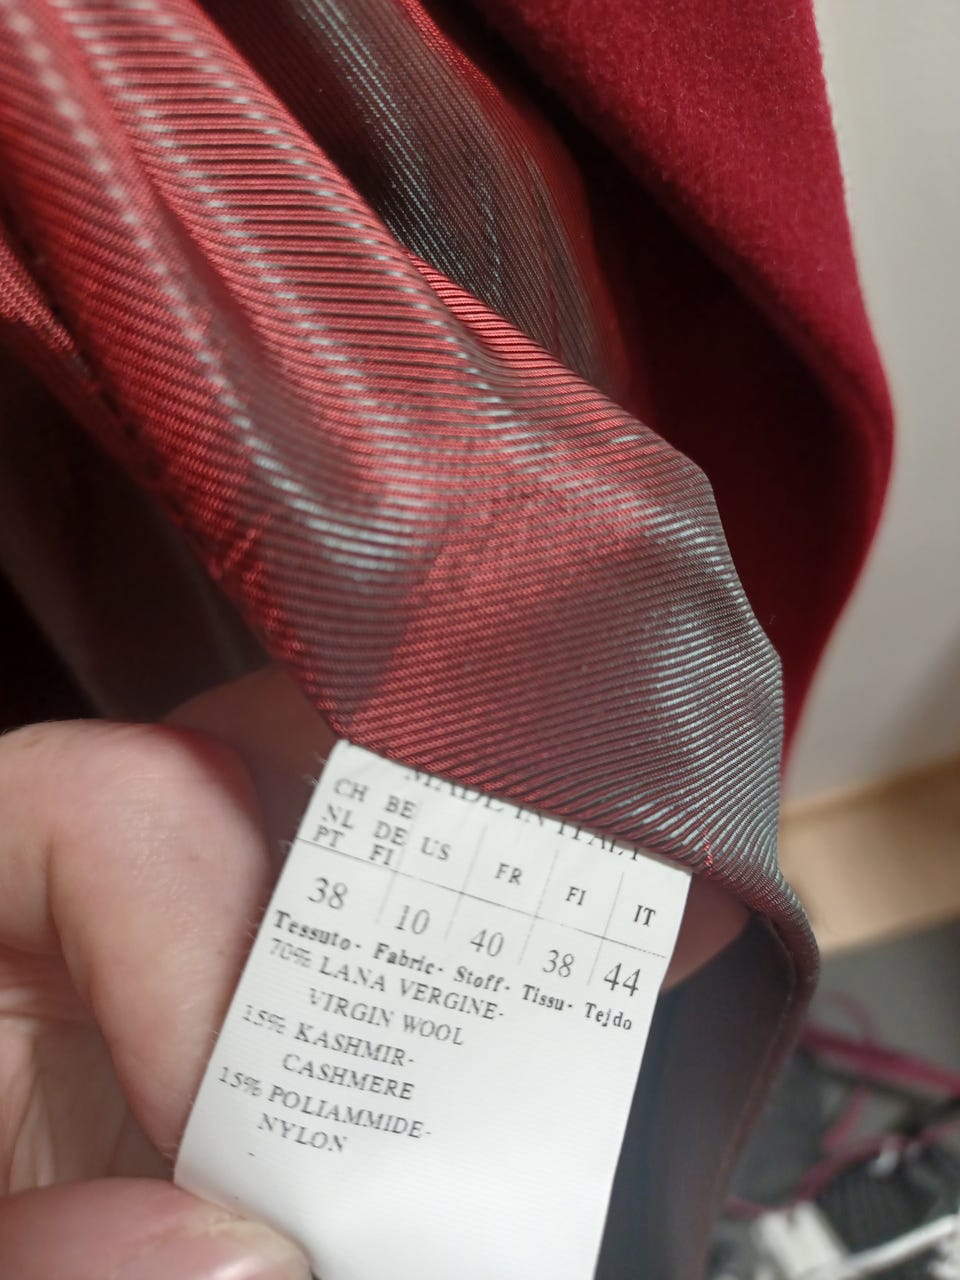 MADE IN ITALY
CH BE
NL DE US FR FI IT
PT FI
38 10 40 38 44
Tessuto- Fabric- Stoff- Tissu- Tejdo
70% LANA VERGINE-
VIRGIN WOOL
15% KASHMIR-
CASHMERE
15% POLIAMMIDE-
NYLON
-